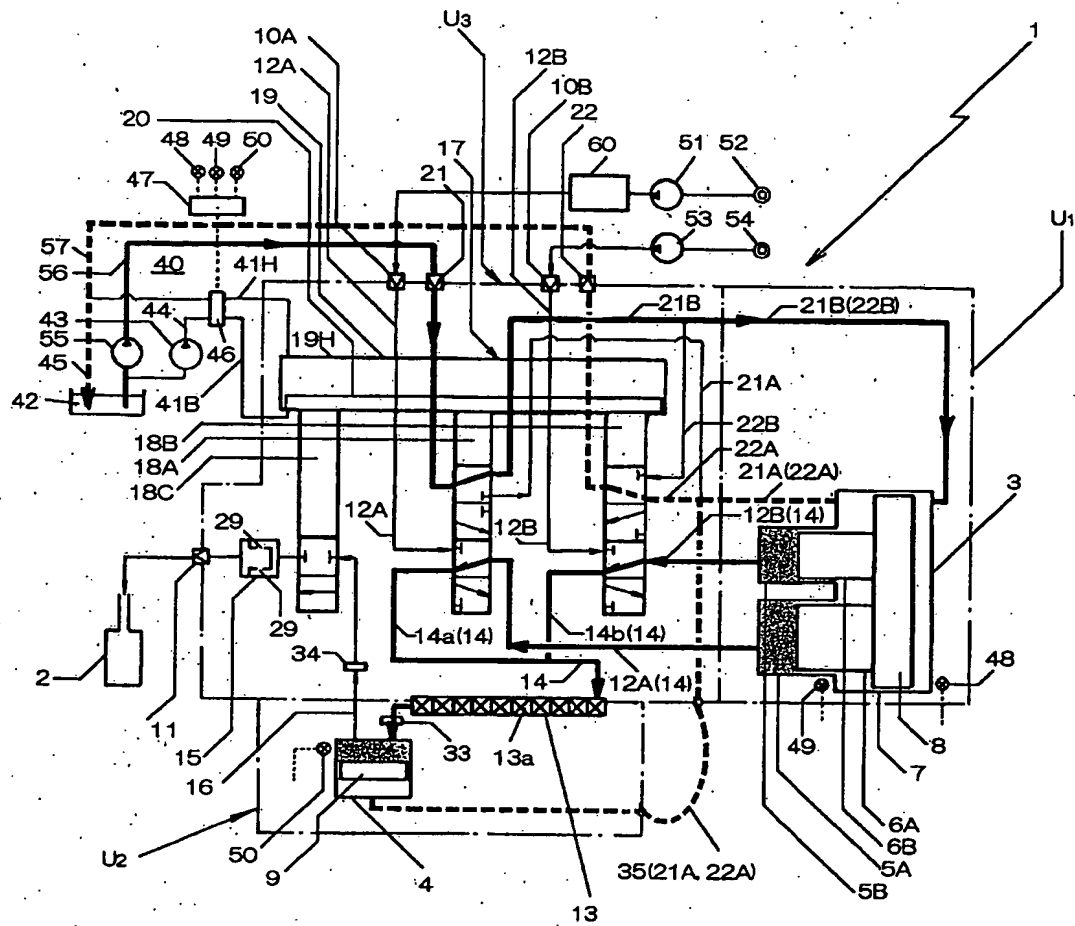 U3
1
10A
12A
12B
10B
19
22
20
48
49
50
17
21
60
51
52
47
U1
53
54
57
56
40
41H
44
43
55
46
45
42
41B
19H
21B
21B(22B)
21A
22B
22A
21A(22A)
18B
18A
18C
3
12A
12B
12B(14)
29
29
14a(14)
14b(14)
34
2
14
12A(14)
48
33
13a
49
8
11
15
7
16
6A
6B
50
U2
9
4
35(21A, 22A)
5A
5B
13